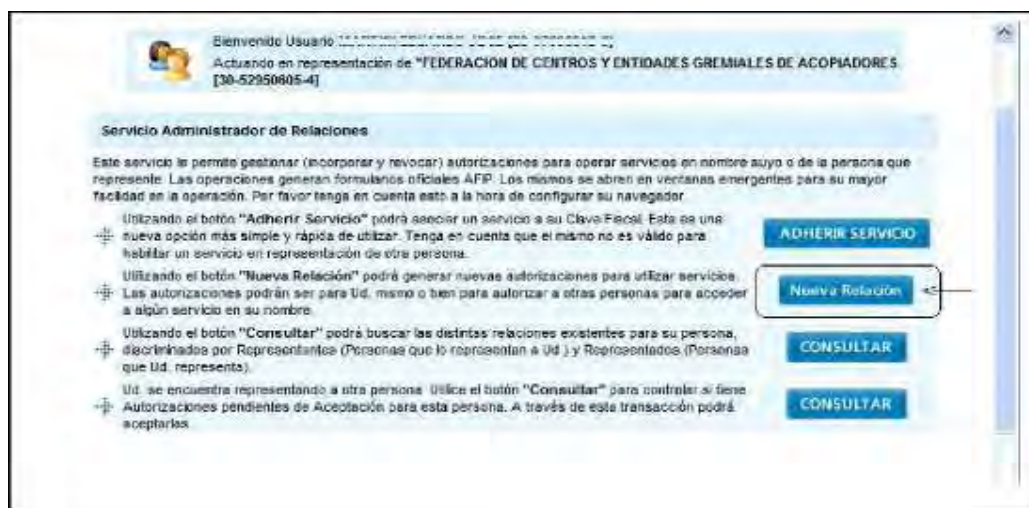 Bienvenido Usuario
Actuando en representación de "FEDERACION DE CENTROS Y ENTIDADES GREMIALES DE ACOPIADORES
[30-52950605-4]
Servicio Administrador de Relaciones
Este servicio le permite gestionar (incorporar y revocar) autorizaciones para operar servicios en nombre suyo o de la persona que
represente. Las operaciones generan formularios oficiales AFIP. Los mismos se abren en ventanas emergentes para su mayor
facilidad en la operación. Por favor tenga en cuenta esto a la hora de configurar su navegador
Utilizando el botón "Adherir Servicio" podrá asociar un servicio a su Clave Fiscal. Esta es una
nueva opción más simple y rápida de utilizar. Tenga en cuenta que el mismo no es válido para
habilitar un servicio en representación de otra persona.
ADHERIR SERVICIO
Utilizando el botón "Nueva Relación" podrá generar nuevas autorizaciones para utilizar servicios.
Las autorizaciones podrán ser para Ud. mismo o bien para autorizar a otras personas para acceder
a algún servicio en su nombre
Nueva Relación
Utilizando el botón "Consultar" podrá buscar las distintas relaciones existentes para su persona,
discriminadas por Representantes (Personas que lo representan a Ud.) y Representados (Personas
que Ud. representa).
CONSULTAR
Ud. se encuentra representando a otra persona. Utilice el botón "Consultar" para controlar si tiene
Autorizaciones pendientes de Aceptación para esta persona. A través de esta transacción podrá
aceptarlas
CONSULTAR